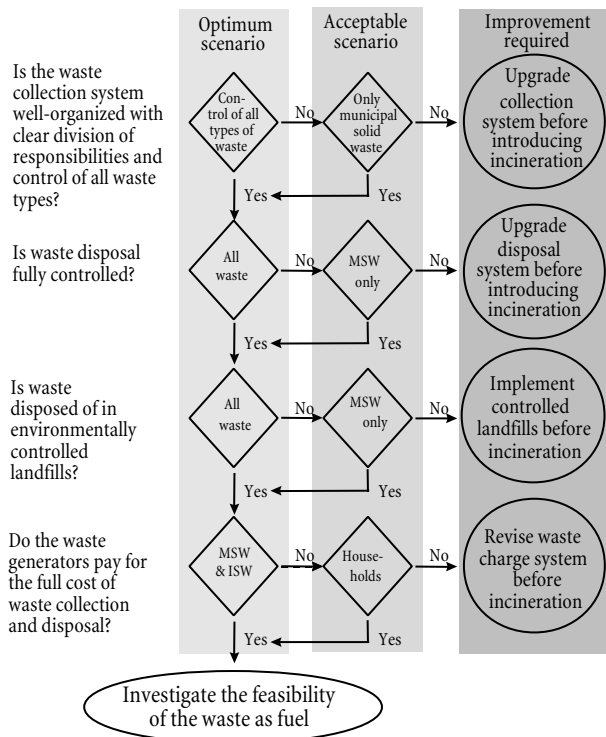 Optimum
scenario
Acceptable
scenario
Improvement
required
Is the waste
collection system
well-organized with
clear division of
responsibilities and
control of all waste
types?
Con-
trol of all
types of
waste
No
Only
municipal
solid
waste
No
Upgrade
collection
system before
introducing
incineration
Yes
Yes
Is waste disposal
fully controlled?
All
waste
No
MSW
only
No
Upgrade
disposal
system before
introducing
incineration
Yes
Yes
Is waste
disposed of in
environmentally
controlled
landfills?
All
waste
No
MSW
only
No
Implement
controlled
landfills before
incineration
Yes
Yes
Do the waste
generators pay for
the full cost of
waste collection
and disposal?
MSW
& ISW
No
House-
holds
No
Revise waste
charge system
before
incineration
Yes
Yes
Investigate the feasibility
of the waste as fuel